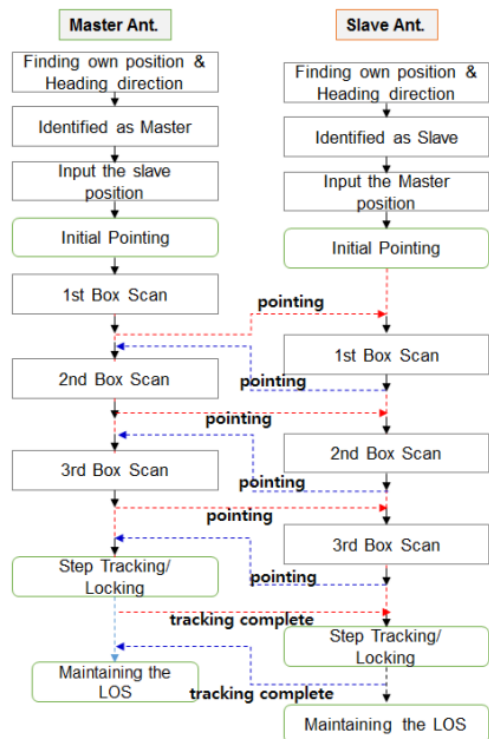 Master Ant.
Slave Ant.
Finding own position &
Heading direction
Finding own position &
Heading direction
Identified as Master
Identified as Slave
Input the slave
position
Input the Master
position
Initial Pointing
Initial Pointing
1st Box Scan
pointing
1st Box Scan
2nd Box Scan
pointing
pointing
2nd Box Scan
3rd Box Scan
pointing
pointing
3rd Box Scan
Step Tracking/
Locking
pointing
tracking complete
Step Tracking/
Locking
Maintaining the
LOS
tracking complete
Maintaining the LOS